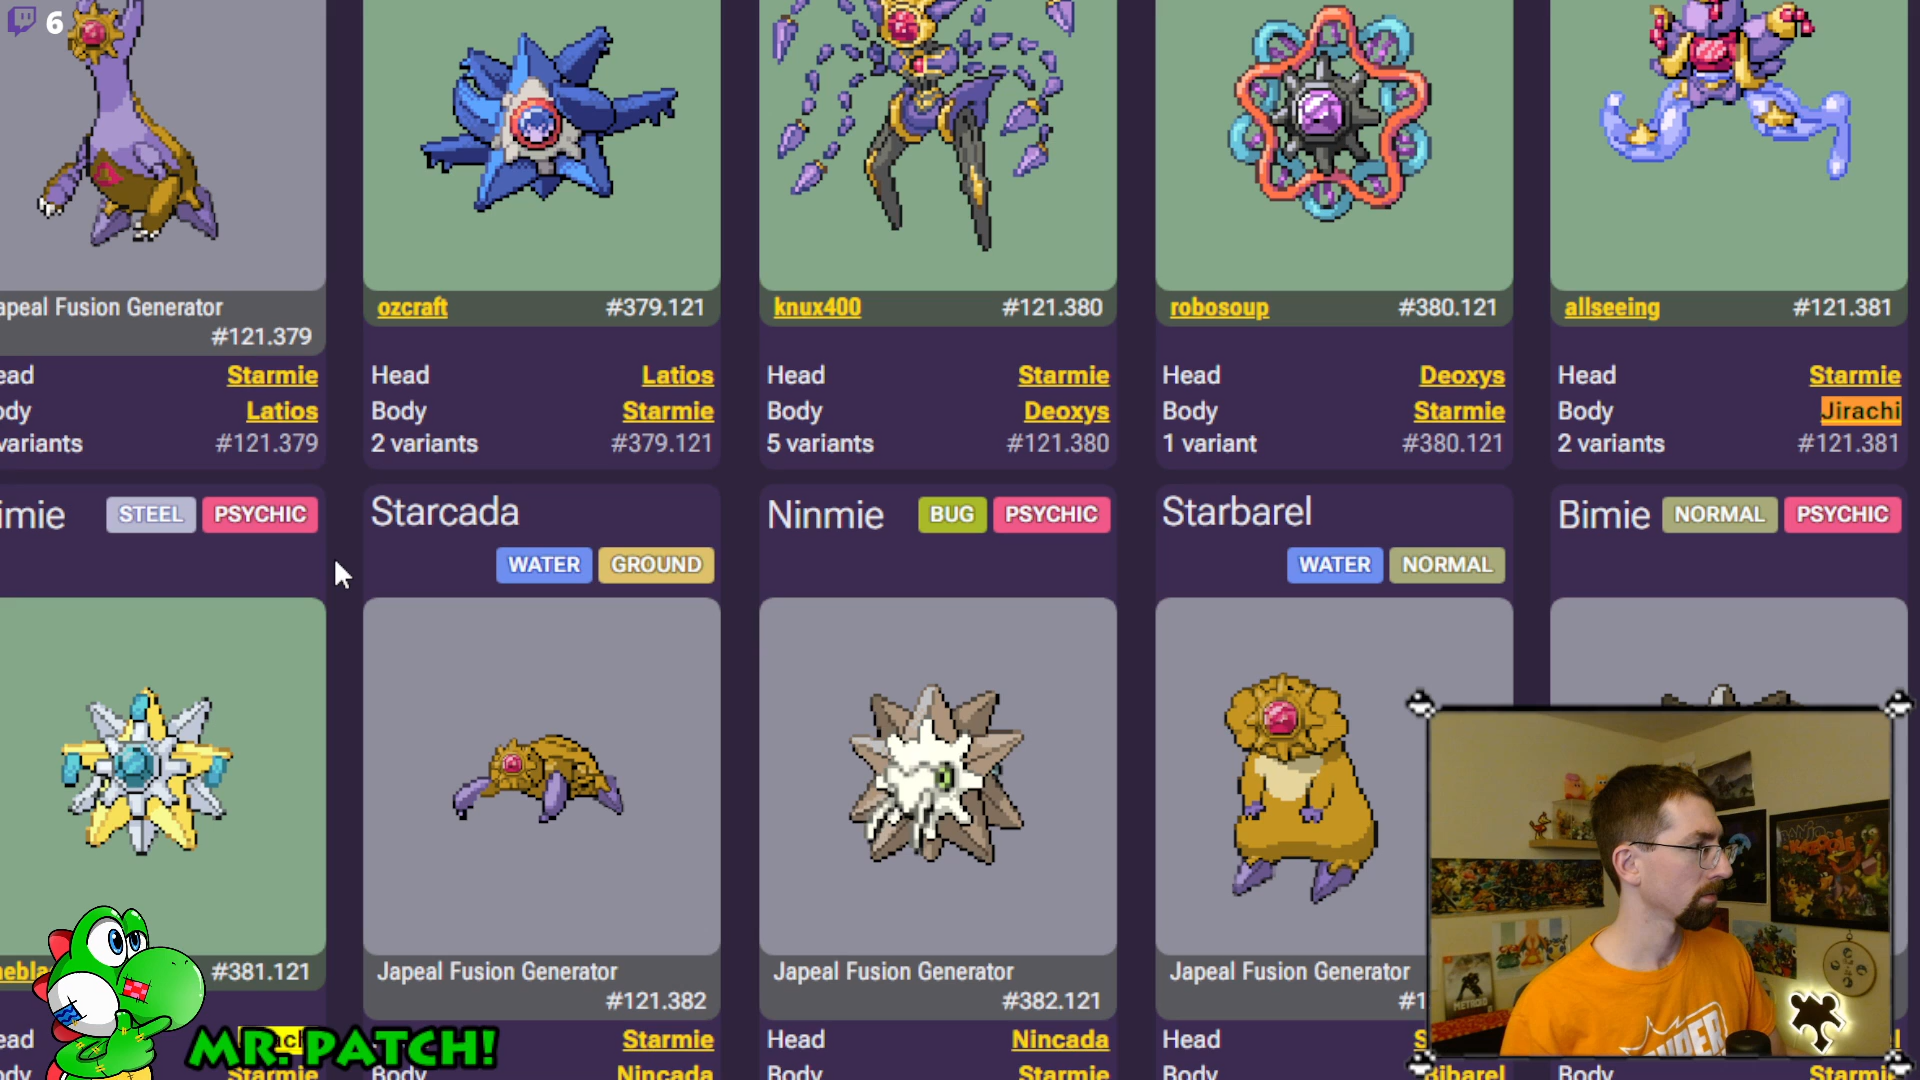 6
apeal Fusion Generator
#121.379
ead Starmie
ody Latios
variants #121.379
ozcraft #379.121
Head Latios
Body Starmie
2 variants #379.121
knux400 #121.380
Head Starmie
Body Deoxys
5 variants #121.380
robosoup #380.121
Head Deoxys
Body Starmie
1 variant #380.121
allseeing #121.381
Head Starmie
Body Jirachi
2 variants #121.381
imie STEEL PSYCHIC
Starcada
WATER GROUND
Ninmie BUG PSYCHIC
Starbarel
WATER NORMAL
Bimie NORMAL PSYCHIC
#381.121
ead
ody Starmie
Japeal Fusion Generator
#121.382
Starmie
Body Nincada
Japeal Fusion Generator
#382.121
Head Nincada
Body Starmie
Japeal Fusion Generator
#1
Head S
Body Bibarel
Body Starmi
MR. PATCH!
METROID